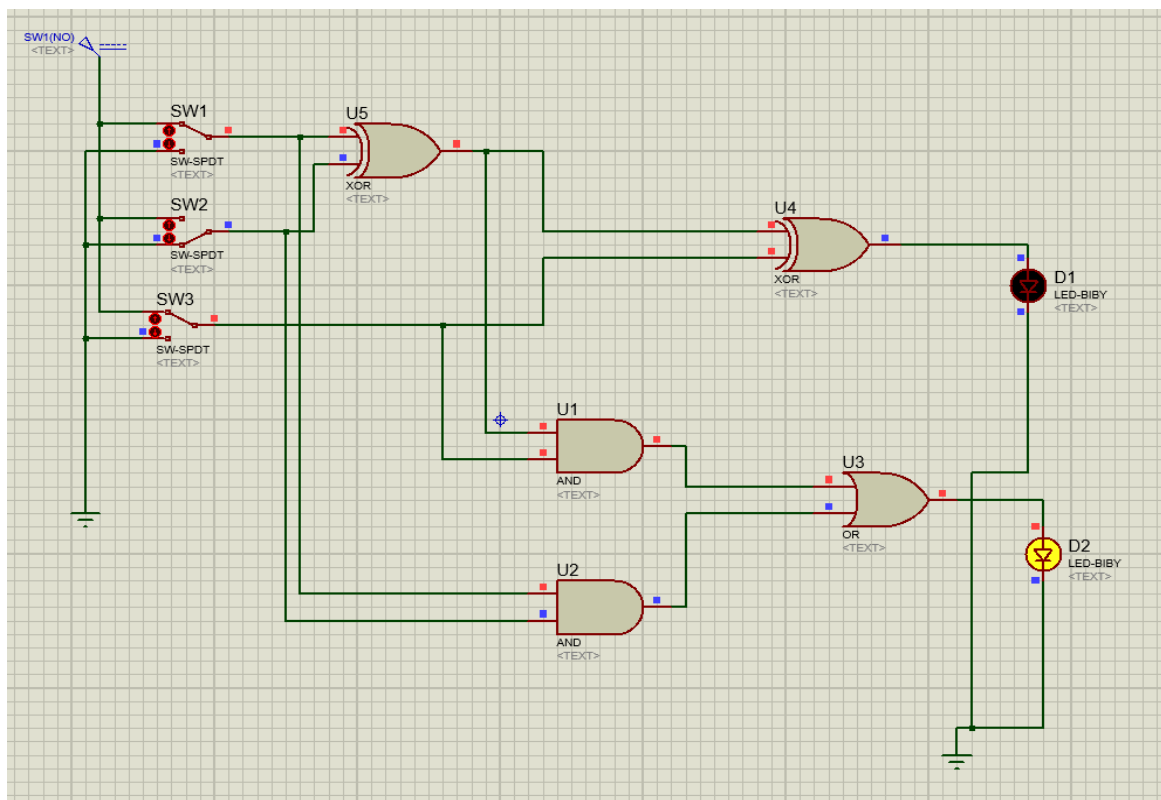 SW1(NO)
<TEXT>
SW1
SW-SPDT
<TEXT>
U5
XOR
<TEXT>
SW2
SW-SPDT
<TEXT>
U4
XOR
<TEXT>
D1
LED-BIBY
<TEXT>
SW3
SW-SPDT
<TEXT>
U1
AND
<TEXT>
U3
OR
<TEXT>
D2
LED-BIBY
<TEXT>
U2
AND
<TEXT>